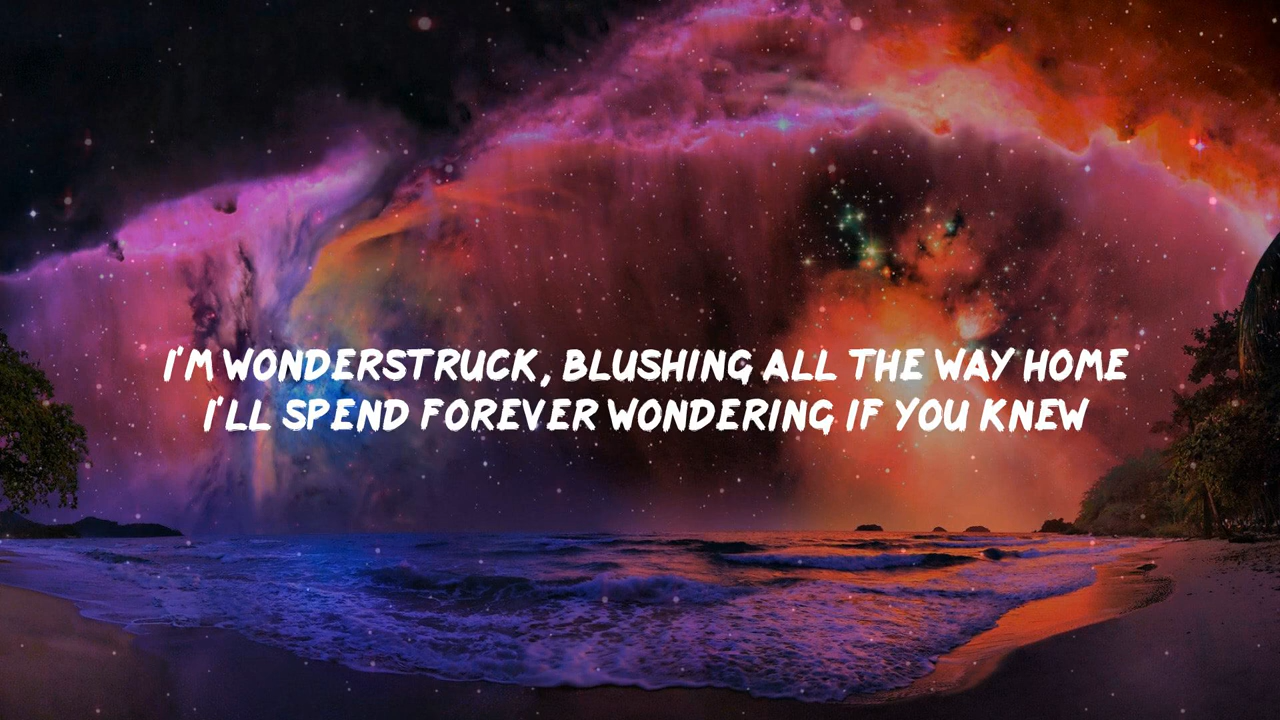 I'M WONDERSTRUCK, BLUSHING ALL THE WAY HOME
I'LL SPEND FOREVER WONDERING IF YOU KNEW